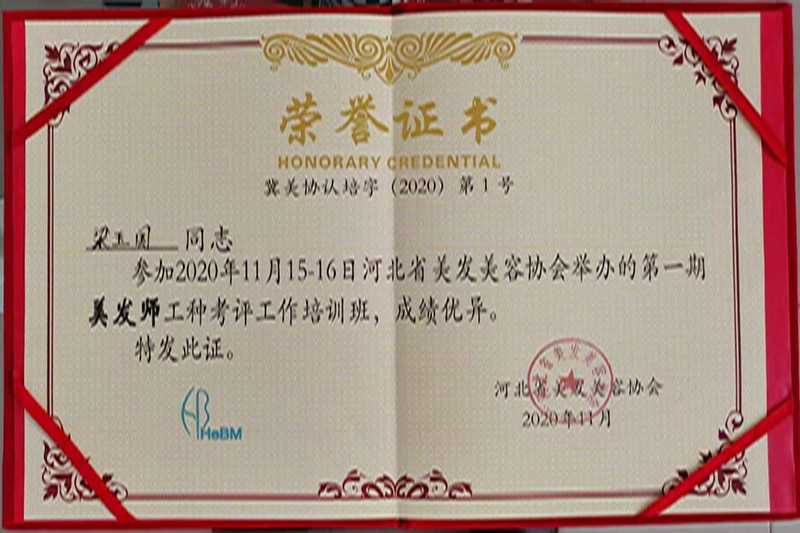 荣誉证书
HONORARY CREDENTIAL
冀美协认培字（2020）第1号
梁玉国 同志
参加2020年11月15-16日河北省美发美容协会举办的第一期
美发师工种考评工作培训班，成绩优异。
特发此证。
HeBM
河北省美发美容协会
2020年11月